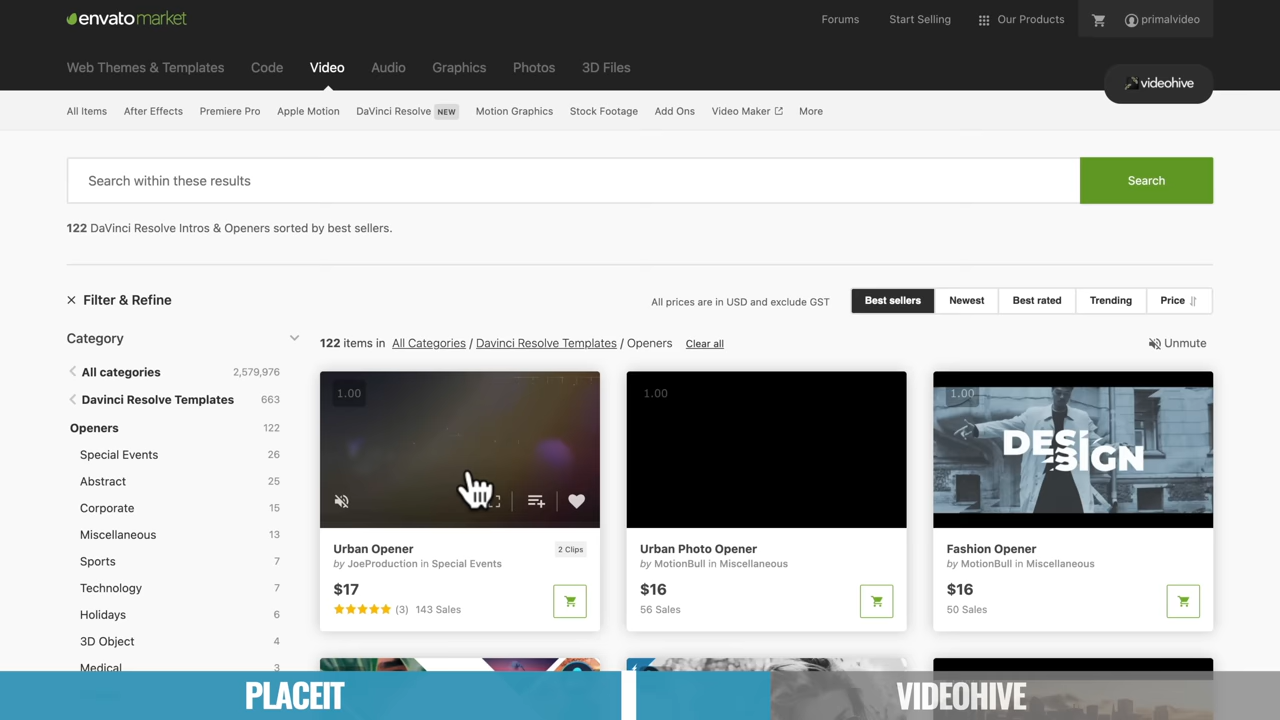 envato market
Forums
Start Selling
Our Products
primalvideo
Web Themes & Templates
Code
Video
Audio
Graphics
Photos
3D Files
videohive
All Items
After Effects
Premiere Pro
Apple Motion
DaVinci Resolve NEW
Motion Graphics
Stock Footage
Add Ons
Video Maker
More
Search within these results
Search
122 DaVinci Resolve Intros & Openers sorted by best sellers.
Filter & Refine
All prices are in USD and exclude GST
Best sellers
Newest
Best rated
Trending
Price
Category
122 items in All Categories / Davinci Resolve Templates / Openers Clear all
Unmute
All categories 2,579,976
Davinci Resolve Templates 663
Openers 122
Special Events 26
Abstract 25
Corporate 15
Miscellaneous 13
Sports 7
Technology 7
Holidays 6
3D Object 4
Medical 3
1.00
1.00
1.00
DESIGN
Urban Opener 2 Clips
by JoeProduction in Special Events
$17
(3) 143 Sales
Urban Photo Opener
by MotionBull in Miscellaneous
$16
56 Sales
Fashion Opener
by MotionBull in Miscellaneous
$16
50 Sales
PLACEIT
VIDEOHIVE